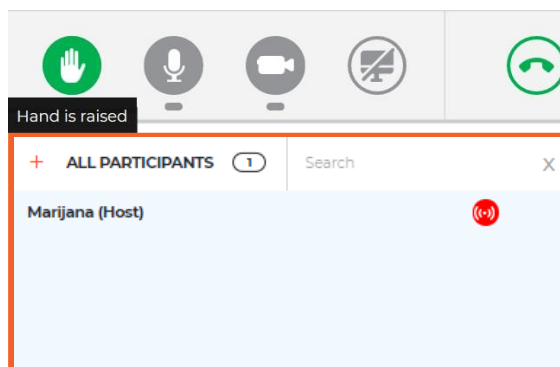 Hand is raised
+ ALL PARTICIPANTS 1 Search X
Marijana (Host)